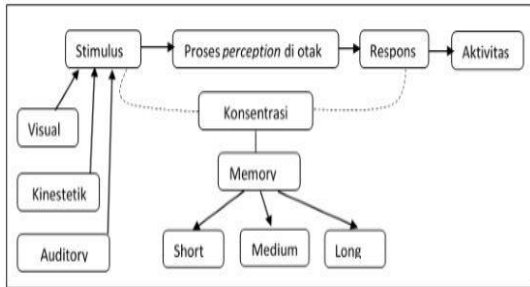 Stimulus
Proses perception di otak
Respons
Aktivitas
Konsentrasi
Visual
Memory
Kinestetik
Auditory
Short
Medium
Long